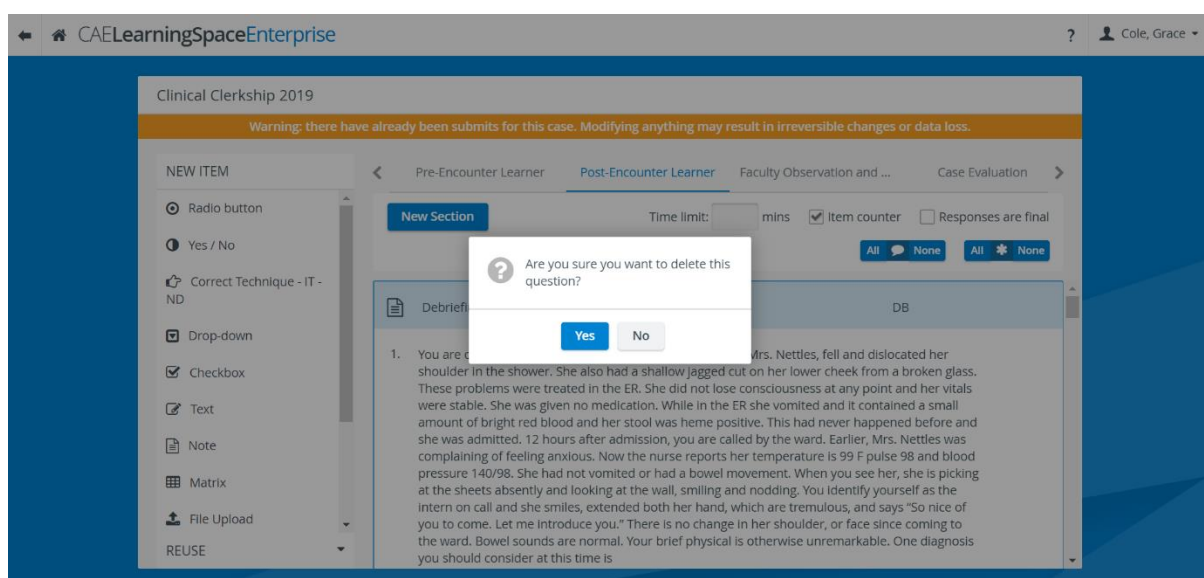 CAELearningSpaceEnterprise
?
Cole, Grace
Clinical Clerkship 2019
Warning: there have already been submits for this case. Modifying anything may result in irreversible changes or data loss.
NEW ITEM
Radio button
Yes / No
Correct Technique - IT -
ND
Drop-down
Checkbox
Text
Note
Matrix
File Upload
REUSE
Pre-Encounter Learner
Post-Encounter Learner
Faculty Observation and ...
Case Evaluation
New Section
Time limit:
mins
Item counter
Responses are final
All None
All None
Are you sure you want to delete this
question?
Yes
No
DB
1. You are Mrs. Nettles, fell and dislocated her
shoulder in the shower. She also had a shallow jagged cut on her lower cheek from a broken glass.
These problems were treated in the ER. She did not lose consciousness at any point and her vitals
were stable. She was given no medication. While in the ER she vomited and it contained a small
amount of bright red blood and her stool was heme positive. This had never happened before and
she was admitted. 12 hours after admission, you are called by the ward. Earlier, Mrs. Nettles was
complaining of feeling anxious. Now the nurse reports her temperature is 99 F pulse 98 and blood
pressure 140/98. She had not vomited or had a bowel movement. When you see her, she is picking
at the sheets absently and looking at the wall, smiling and nodding. You identify yourself as the
intern on call and she smiles, extended both her hand, which are tremulous, and says "So nice of
you to come. Let me introduce you." There is no change in her shoulder, or face since coming to
the ward. Bowel sounds are normal. Your brief physical is otherwise unremarkable. One diagnosis
you should consider at this time is